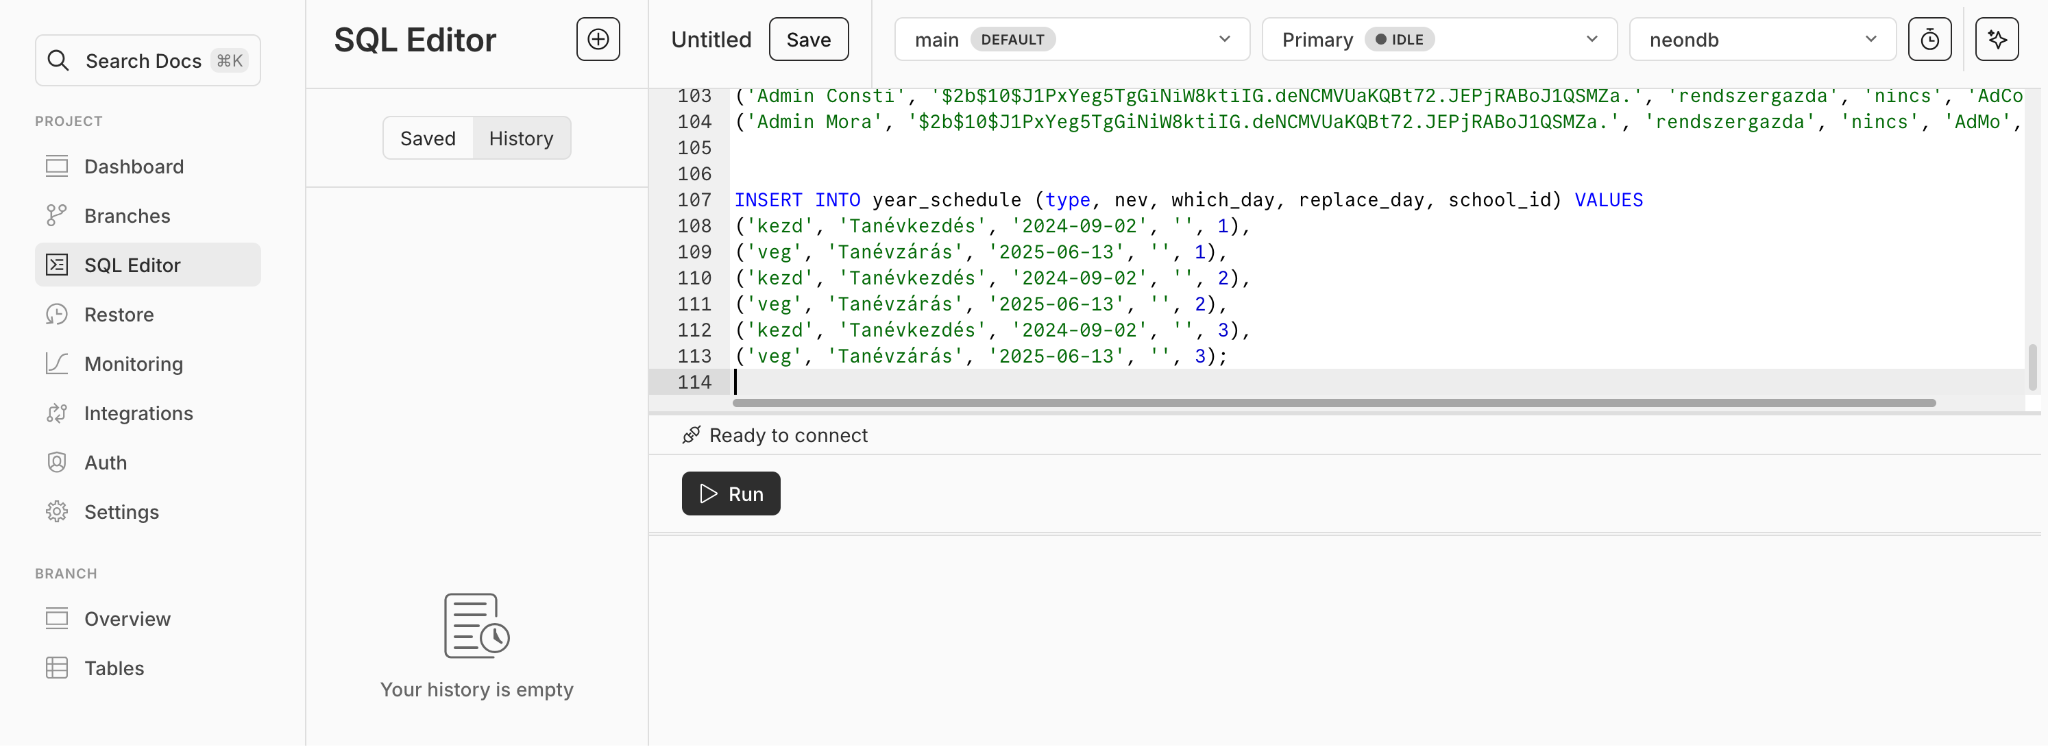 Search Docs ⌘K
PROJECT
Dashboard
Branches
SQL Editor
Restore
Monitoring
Integrations
Auth
Settings
BRANCH
Overview
Tables
SQL Editor
Saved
History
Your history is empty
Untitled
Save
main DEFAULT
Primary IDLE
neondb
103 ('Admin Consti', '$2b$10$J1PxYeg5TgGiNiW8ktiIG.deNCMVUaKQBt72.JEPjRABoJ1QSMZa.', 'rendszergazda', 'nincs', 'AdCo
104 ('Admin Mora', '$2b$10$J1PxYeg5TgGiNiW8ktiIG.deNCMVUaKQBt72.JEPjRABoJ1QSMZa.', 'rendszergazda', 'nincs', 'AdMo',
105
106
107 INSERT INTO year_schedule (type, nev, which_day, replace_day, school_id) VALUES
108 ('kezd', 'Tanévkezdés', '2024-09-02', '', 1),
109 ('veg', 'Tanévzárás', '2025-06-13', '', 1),
110 ('kezd', 'Tanévkezdés', '2024-09-02', '', 2),
111 ('veg', 'Tanévzárás', '2025-06-13', '', 2),
112 ('kezd', 'Tanévkezdés', '2024-09-02', '', 3),
113 ('veg', 'Tanévzárás', '2025-06-13', '', 3);
114
Ready to connect
Run